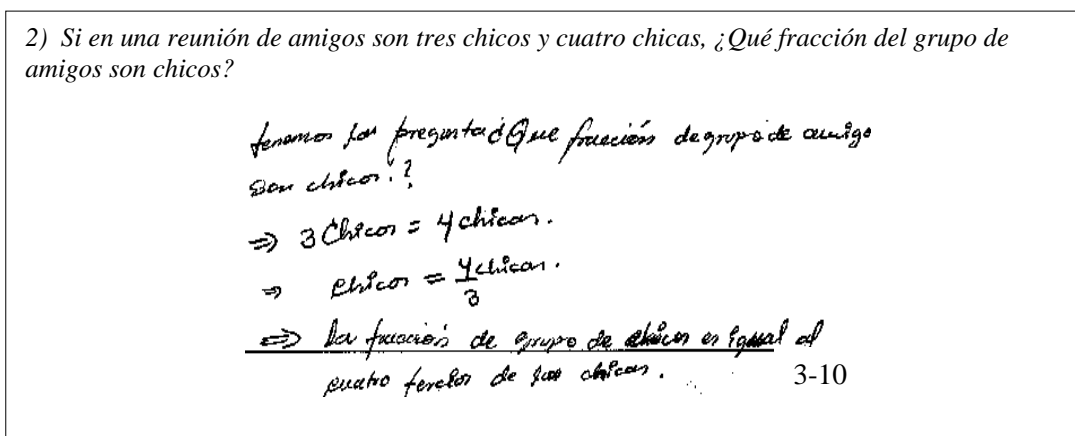 2) Si en una reunión de amigos son tres chicos y cuatro chicas, ¿Qué fracción del grupo de
amigos son chicos?
tenemos la pregunta ¿Que fracción de grupo de amigo
son chicos.?
⇒ 3 Chicos = 4 chicas.
⇒ chicos = 4 chicas. / 3
⇒ la fracción de grupo de chicos es igual al
cuatro tercios de las chicas.
3-10